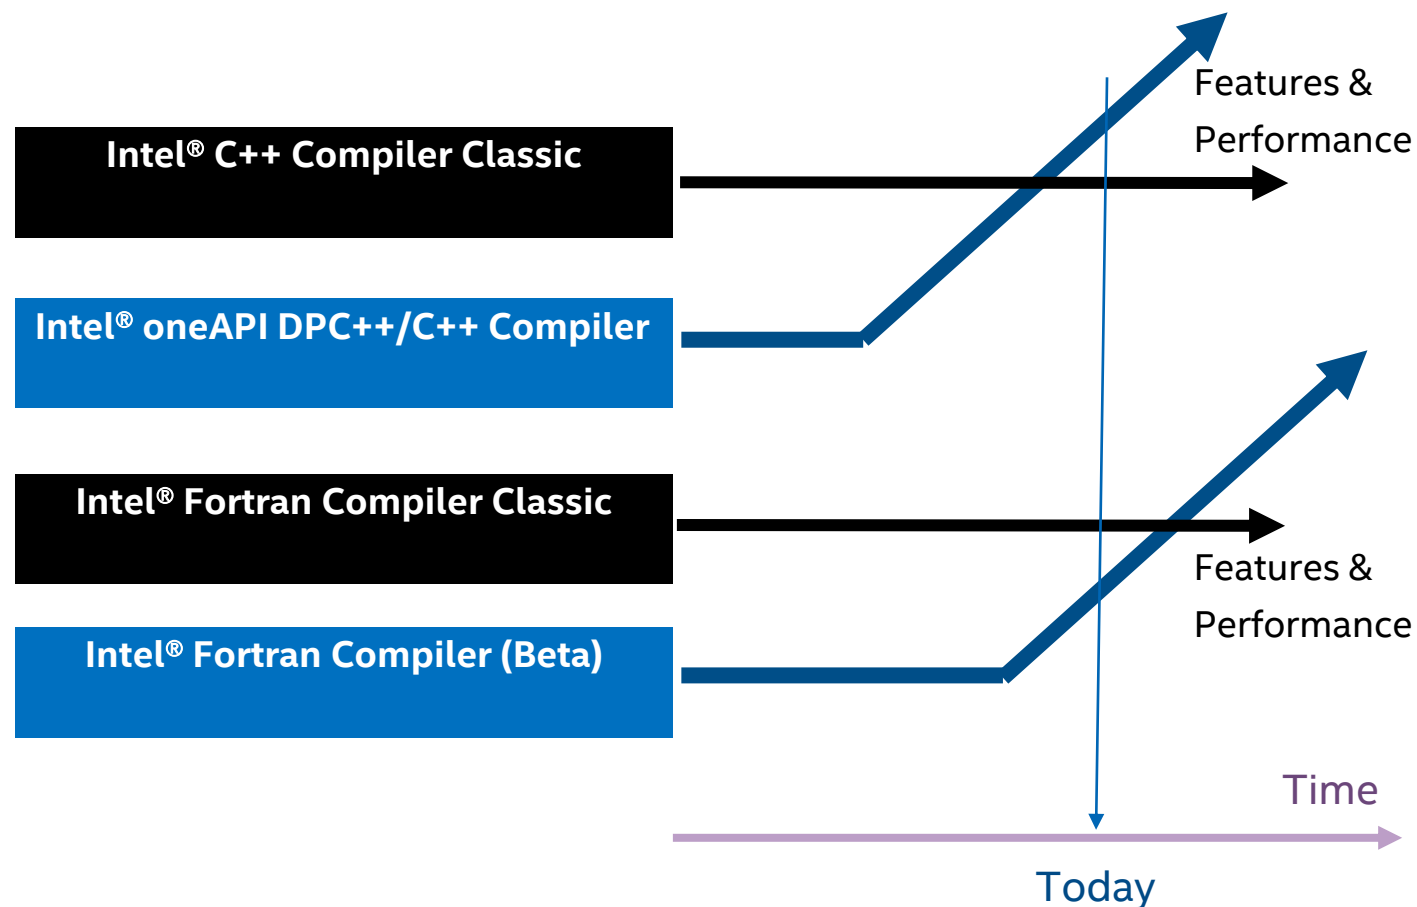 Features &
Performance
Intel® C++ Compiler Classic
Intel® oneAPI DPC++/C++ Compiler
Intel® Fortran Compiler Classic
Features &
Performance
Intel® Fortran Compiler (Beta)
Time
Today